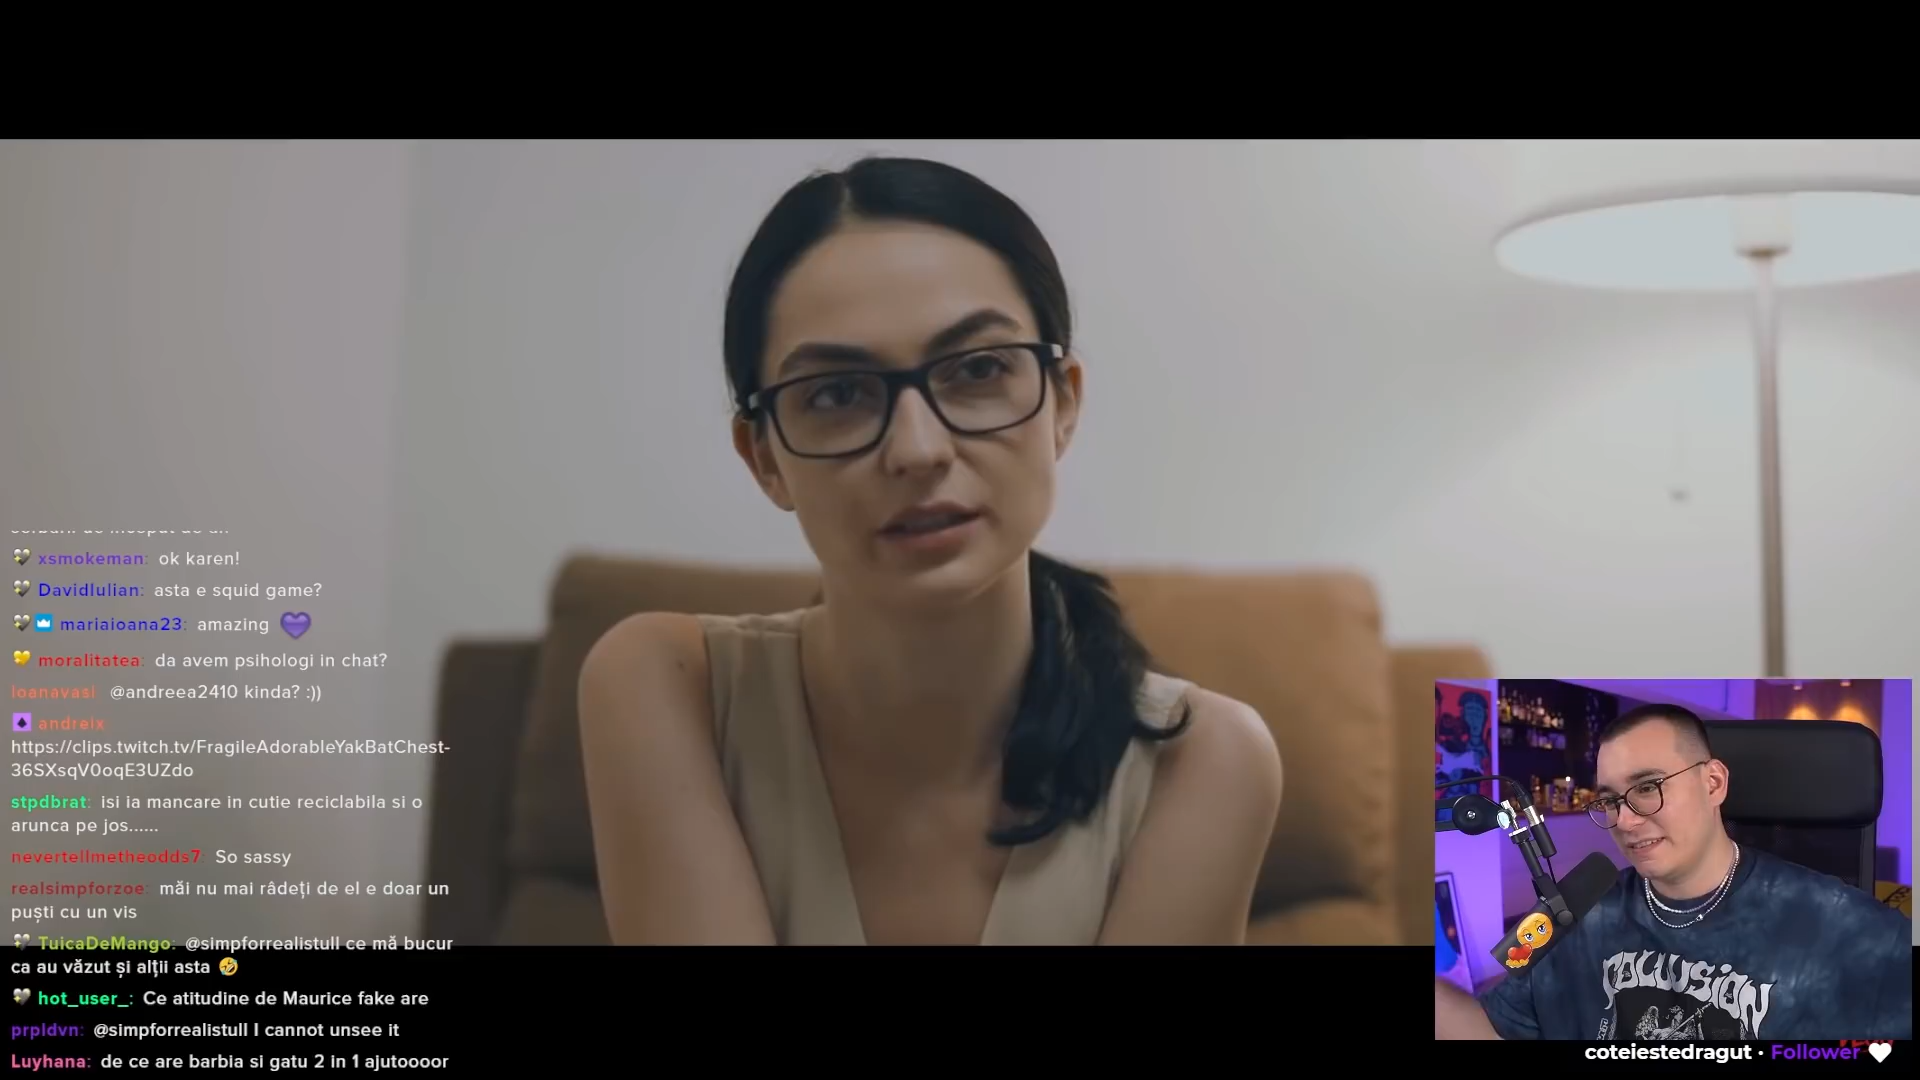 xsmokeman: ok karen!
DavidIulian: asta e squid game?
mariaioana23: amazing
moralitatea: da avem psihologi in chat?
ioanavasi: @andreea2410 kinda? :))
andreix
https://clips.twitch.tv/FragileAdorableYakBatChest-
36SXsqV0oqE3UZdo
stpdbrat: isi ia mancare in cutie reciclabila si o
arunca pe jos......
nevertellmetheodds7: So sassy
realsimpforzoe: măi nu mai râdeți de el e doar un
puști cu un vis
TuicaDeMango: @simpforrealistull ce mă bucur
ca au văzut și alții asta 🤣
hot_user_: Ce atitudine de Maurice fake are
prpldvn: @simpforrealistull I cannot unsee it
Luyhana: de ce are barbia si gatu 2 in 1 ajutoooor
COLLUSION
coteiestedragut · Follower